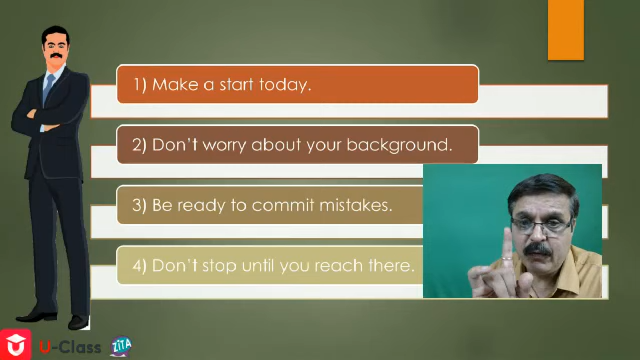 1) Make a start today.
2) Don't worry about your background.
3) Be ready to commit mistakes.
4) Don't stop until you reach there.
U-Class ZITA